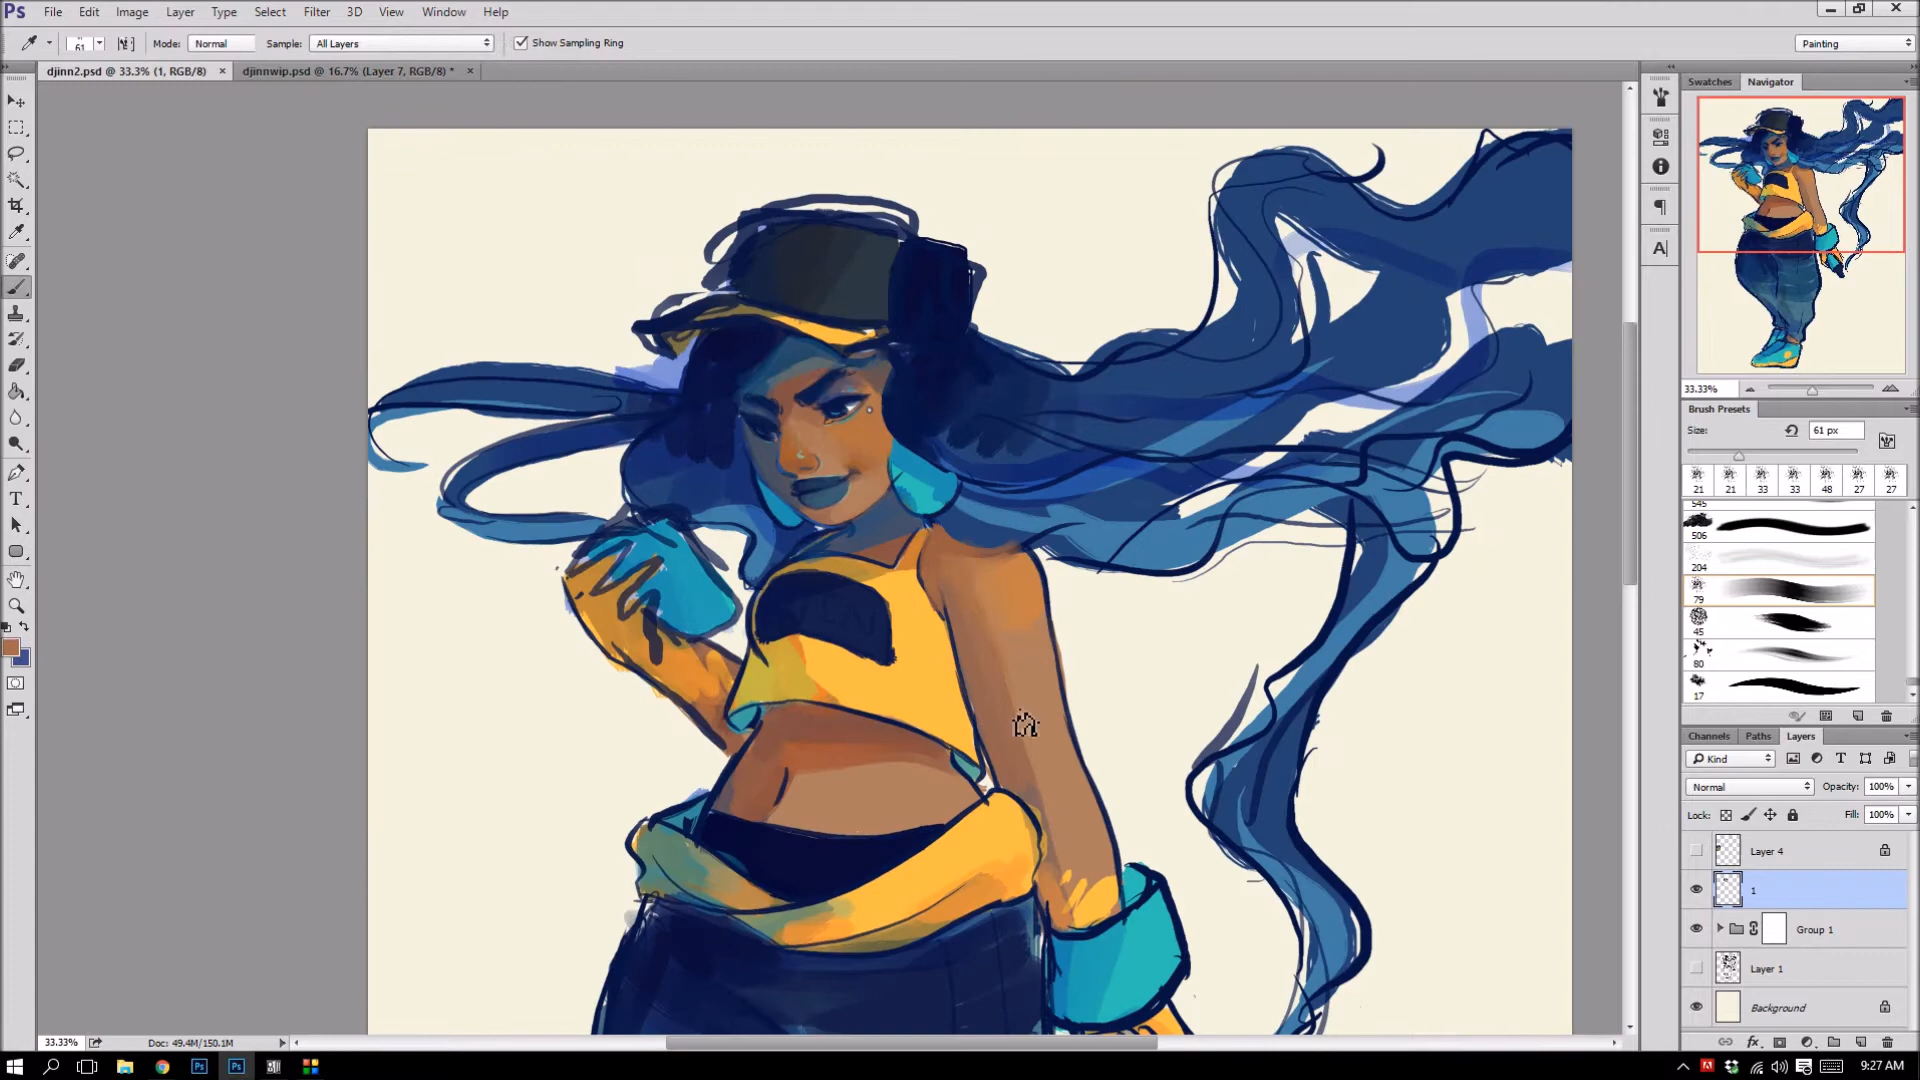 Ps File Edit Image Layer Type Select Filter 3D View Window Help
61 Mode: Normal Sample: All Layers Show Sampling Ring Painting
djinn2.psd @ 33.3% (1, RGB/8) × djinnwip.psd @ 16.7% (Layer 7, RGB/8) * ×
Swatches Navigator
33.33%
Brush Presets
Size: 61 px
21 21 33 33 48 27 27
545
506
204
79
45
80
17
Channels Paths Layers
Kind
Normal Opacity: 100%
Lock: Fill: 100%
Layer 4
1
Group 1
Layer 1
Background
33.33% Doc: 49.4M/150.1M
9:27 AM